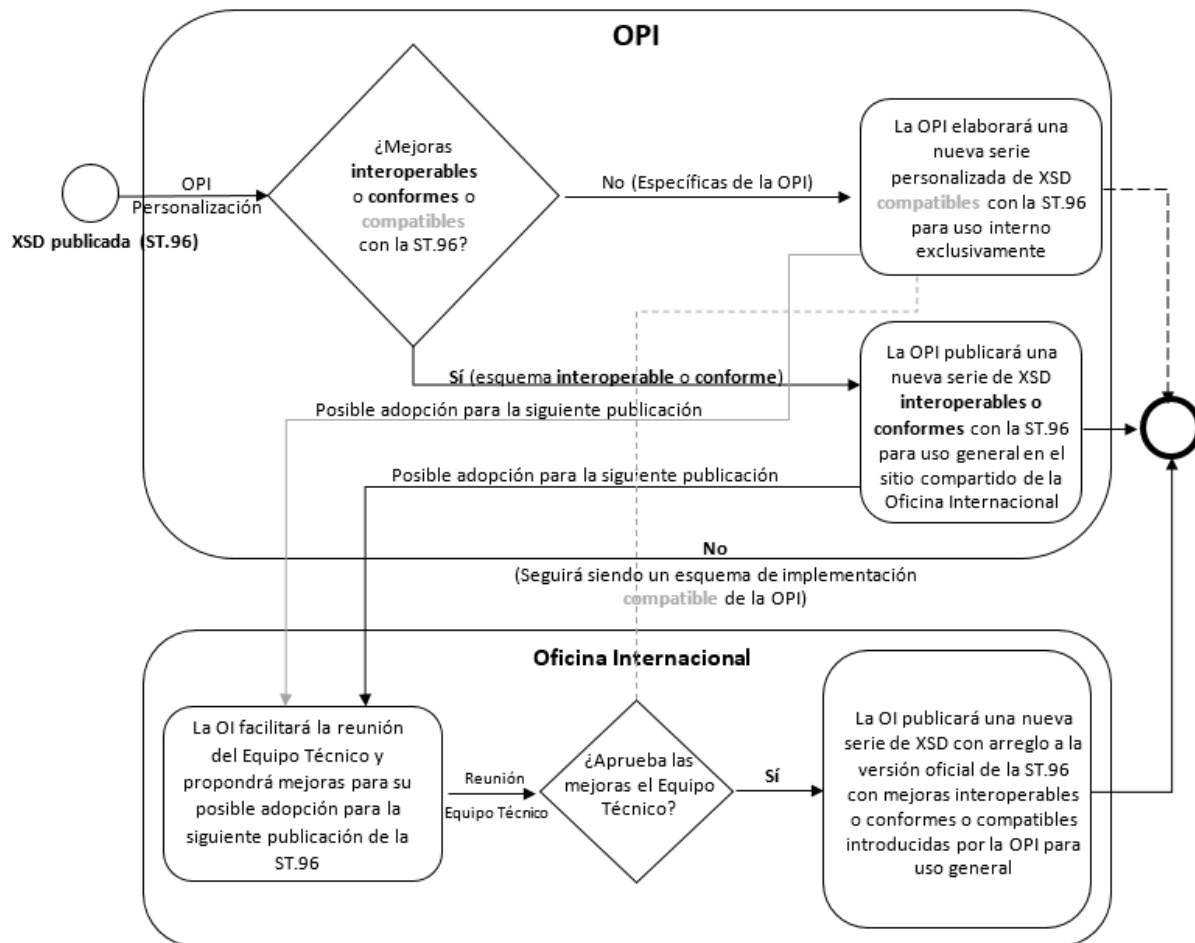 OPI
¿Mejoras
interoperables
o conformes o
compatibles
con la ST.96?
OPI
Personalización
XSD publicada (ST.96)
No (Específicas de la OPI)
La OPI elaborará una
nueva serie
personalizada de XSD
compatibles con la ST.96
para uso interno
exclusivamente
Sí (esquema interoperable o conforme)
La OPI publicará una
nueva serie de XSD
interoperables o
conformes con la ST.96
para uso general en el
sitio compartido de la
Oficina Internacional
Posible adopción para la siguiente publicación
Posible adopción para la siguiente publicación
No
(Seguirá siendo un esquema de implementación
compatible de la OPI)
Oficina Internacional
La OI facilitará la reunión
del Equipo Técnico y
propondrá mejoras para su
posible adopción para la
siguiente publicación de la
ST.96
Reunión
Equipo Técnico
¿Aprueba las
mejoras el Equipo
Técnico?
Sí
La OI publicará una nueva
serie de XSD con arreglo a la
versión oficial de la ST.96
con mejoras interoperables
o conformes o compatibles
introducidas por la OPI para
uso general